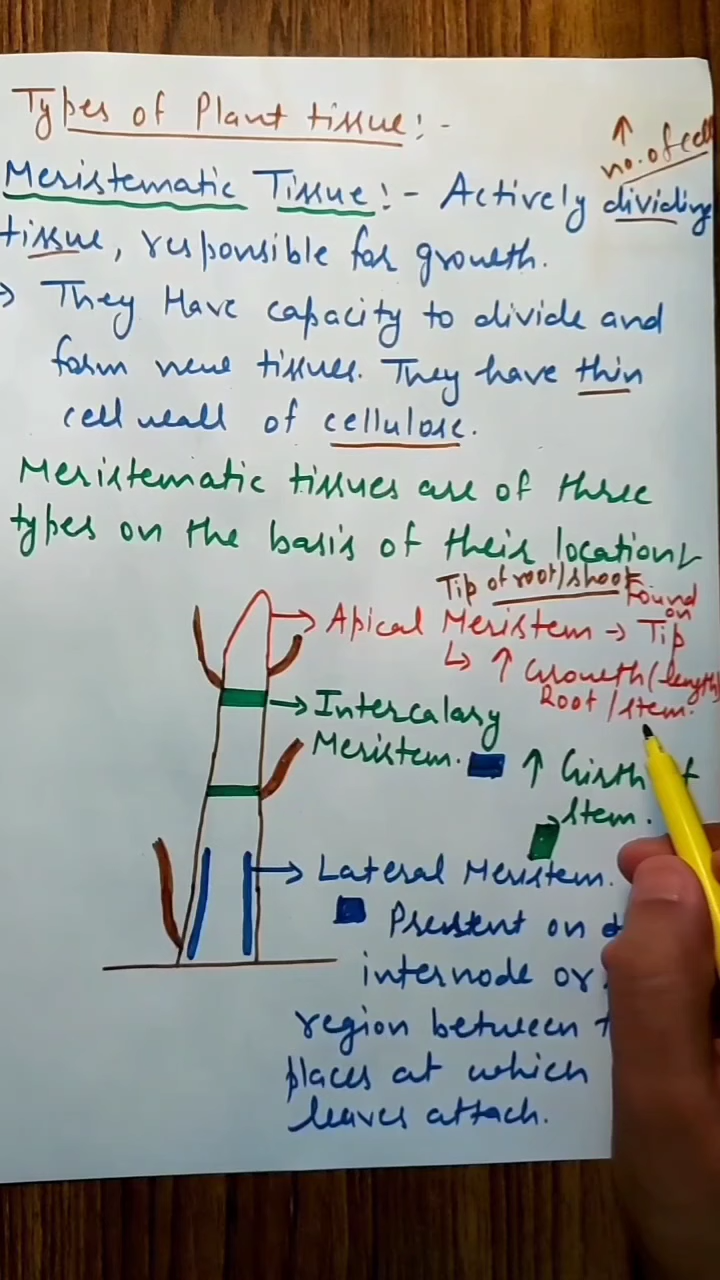 Types of Plant tissue:-
↑
no. of cell
Meristematic Tissue:- Actively dividing
tissue, responsible for growth.
→ They Have capacity to divide and
form new tissues. They have thin
cell wall of cellulose.
Meristematic tissues are of three
types on the basis of their location
Tip of root/shoot
Found
on
→ Apical Meristem → Tip
↳ ↑ Growth (length)
Root / stem.
→ Intercalary
Meristem.
↑ Girth of
Stem.
→ Lateral Meristem.
Present on
internode or
region between
places at which
leaves attach.